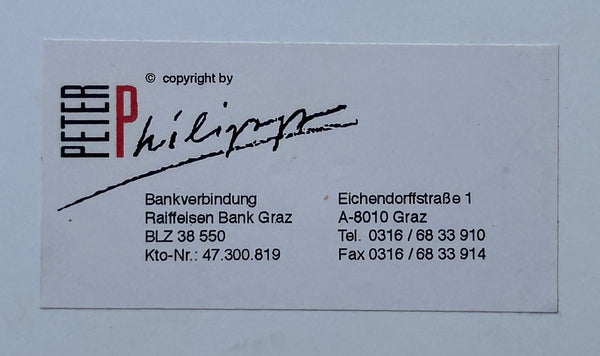 © copyright by
PETER Philipp
Bankverbindung
Raiffeisen Bank Graz
BLZ 38 550
Kto-Nr.: 47.300.819
Eichendorffstraße 1
A-8010 Graz
Tel. 0316 / 68 33 910
Fax 0316 / 68 33 914